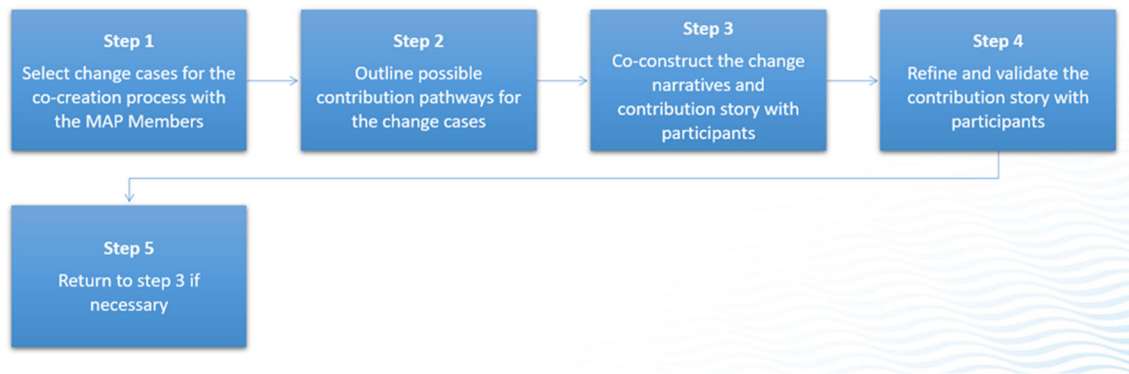 Step 1
Select change cases for the
co-creation process with
the MAP Members
Step 2
Outline possible
contribution pathways for
the change cases
Step 3
Co-construct the change
narratives and
contribution story with
participants
Step 4
Refine and validate the
contribution story with
participants
Step 5
Return to step 3 if
necessary